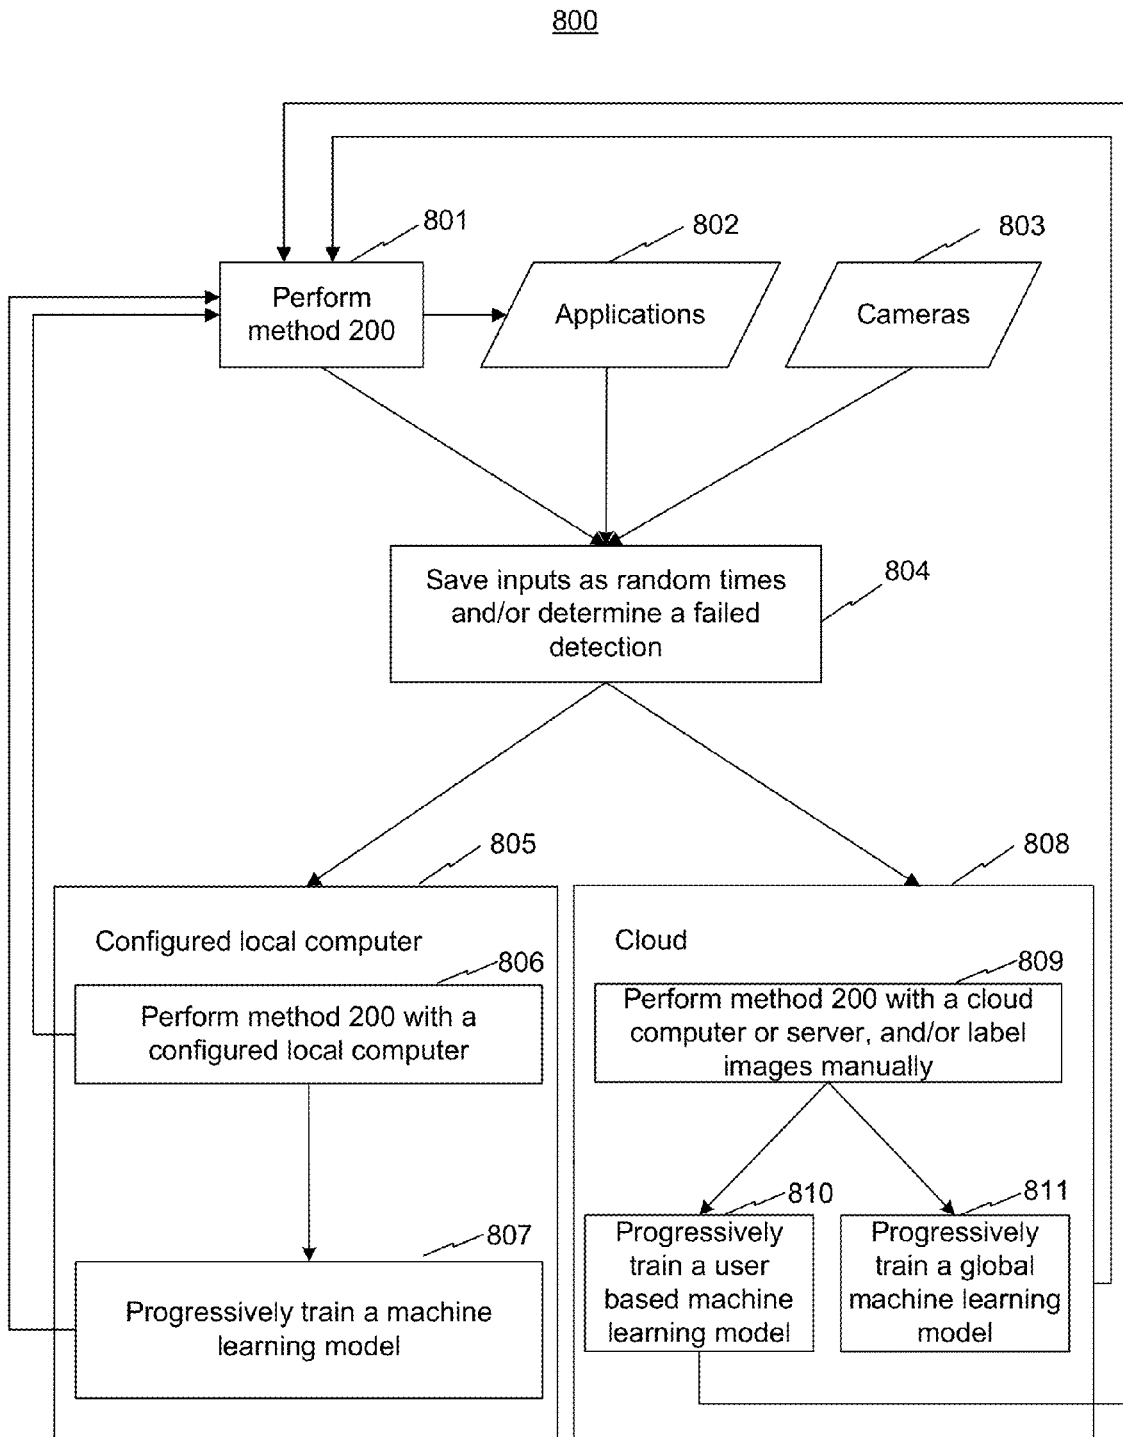 800
801
802
803
Perform
method 200
Applications
Cameras
804
Save inputs as random times
and/or determine a failed
detection
805
808
Configured local computer
Cloud
806
809
Perform method 200 with a
configured local computer
Perform method 200 with a cloud
computer or server, and/or label
images manually
810
811
807
Progressively
train a user
based machine
learning model
Progressively
train a global
machine learning
model
Progressively train a machine
learning model